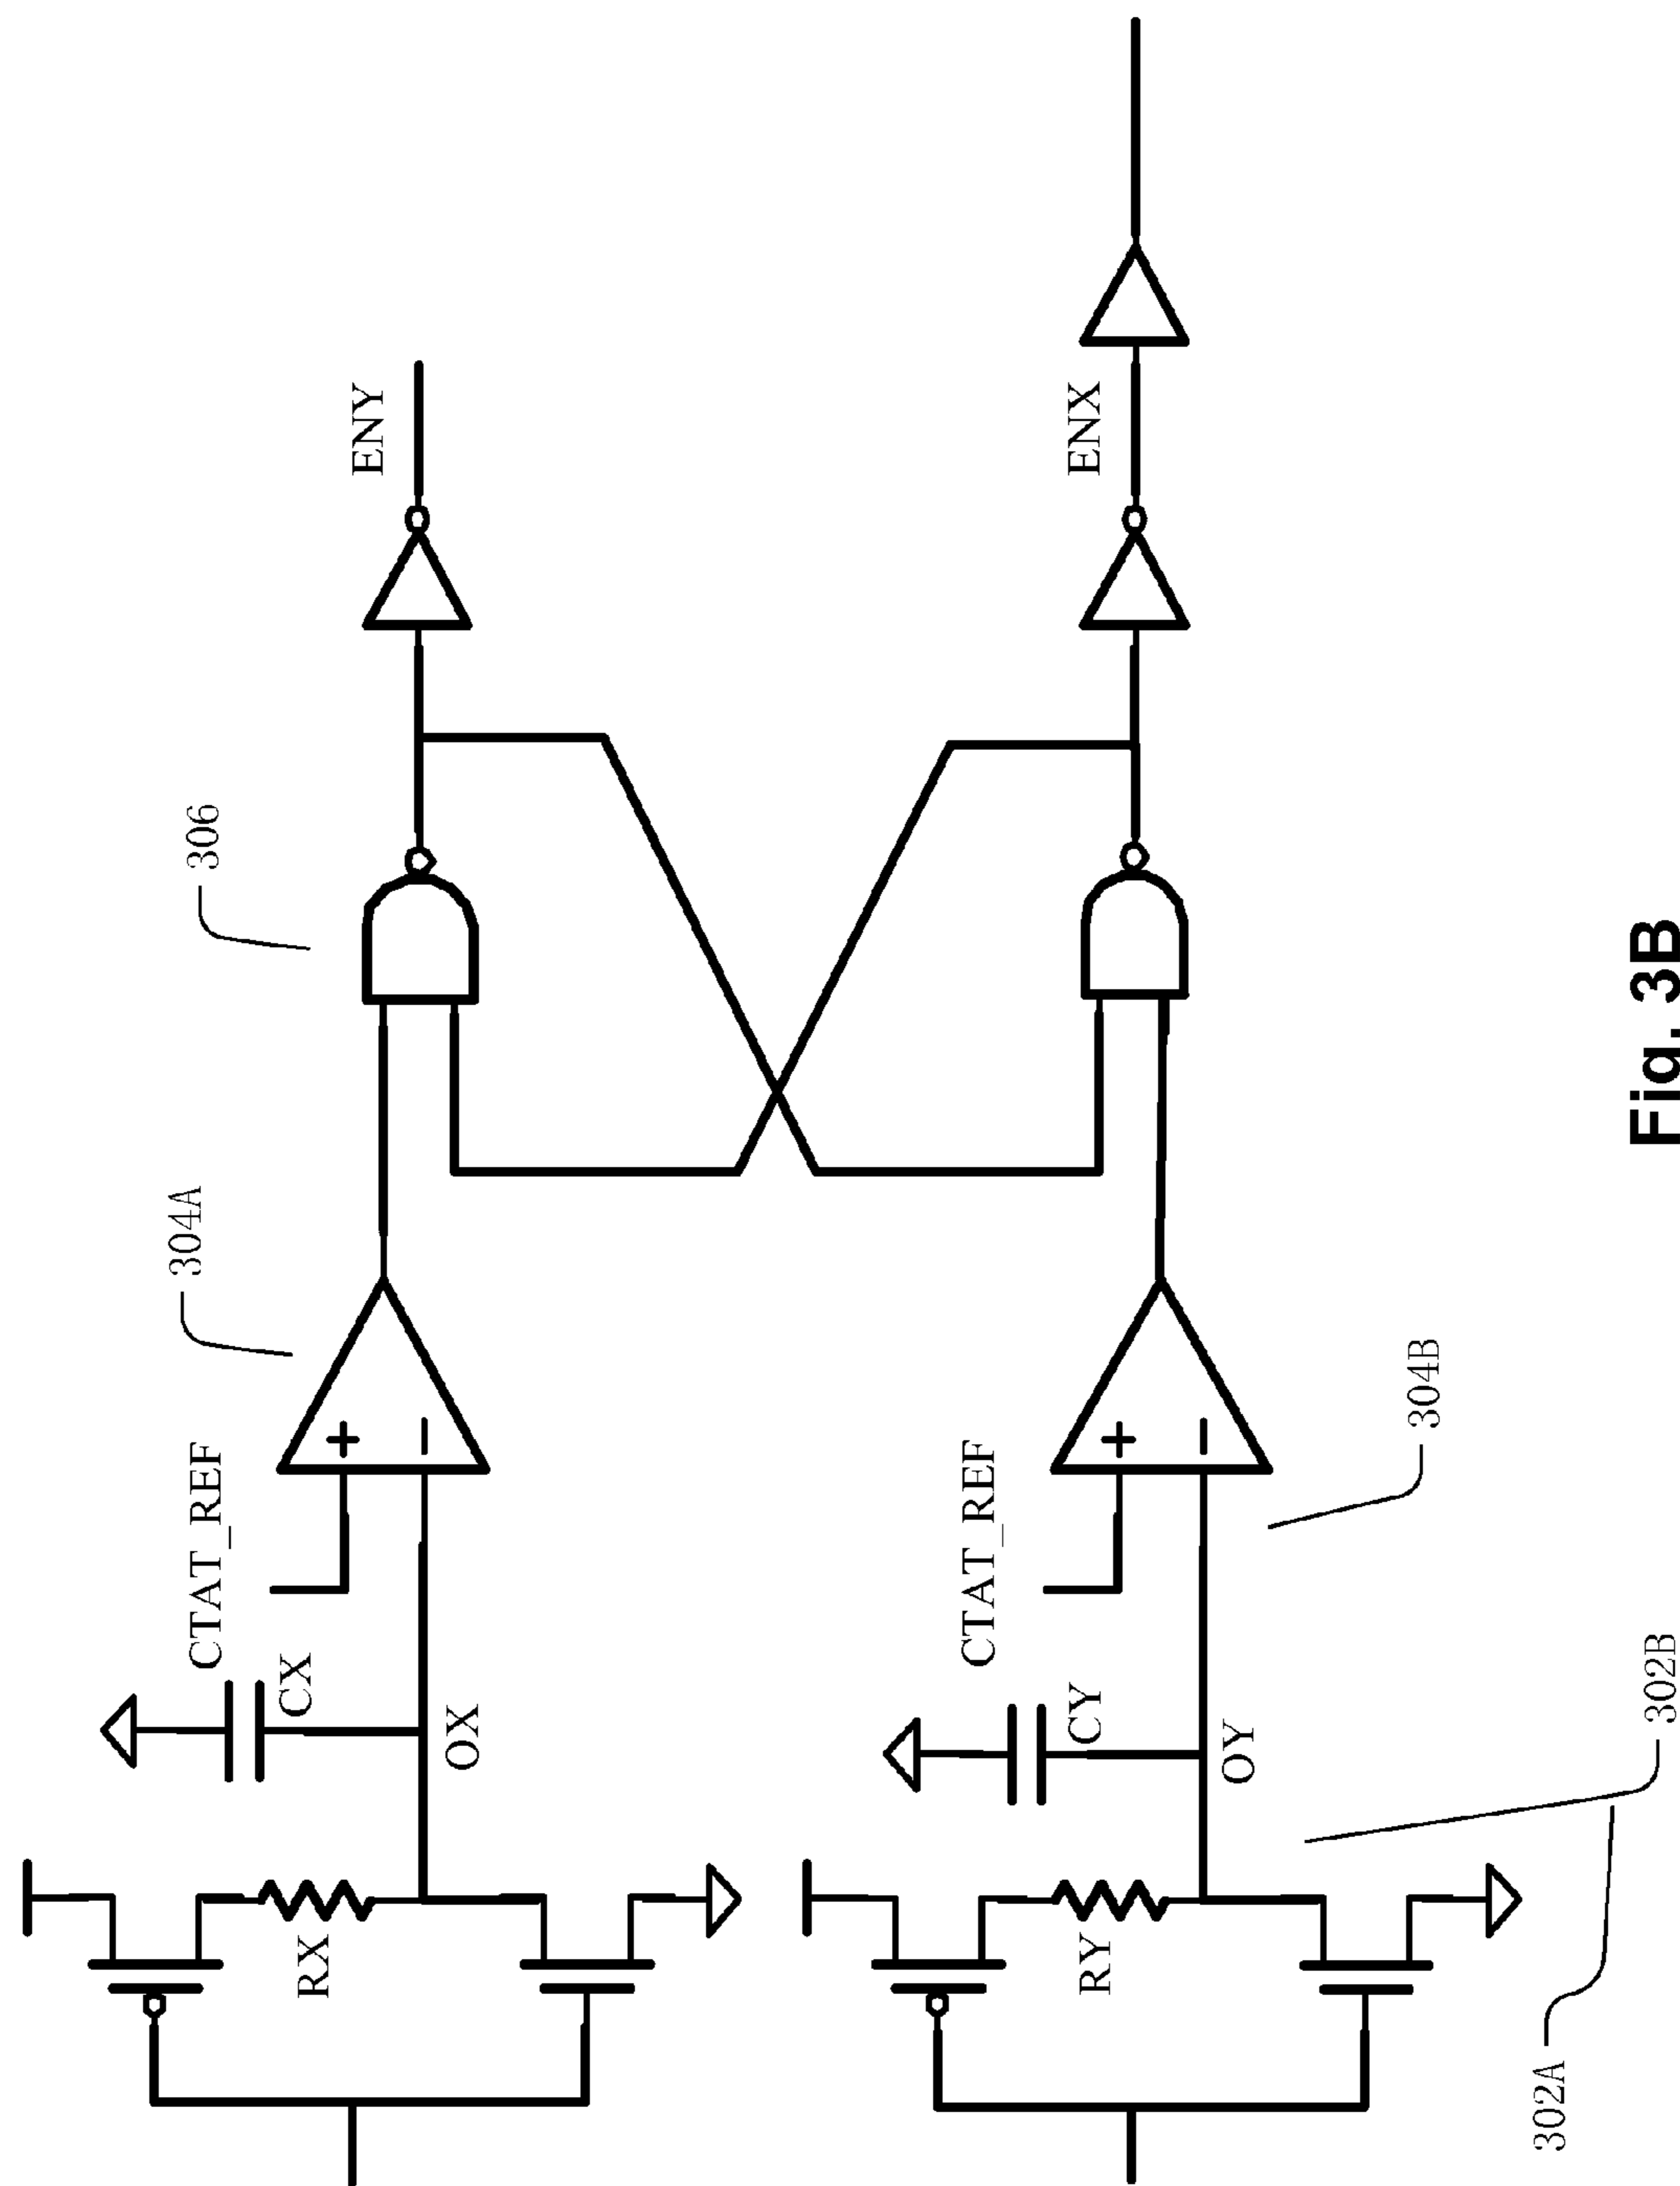 306
304A
ENY
CTAT_REF
CX
OX
RX
ENX
CTAT_REF
CY
OY
RY
304B
302B
302A
Fig. 3B
+
−
+
−